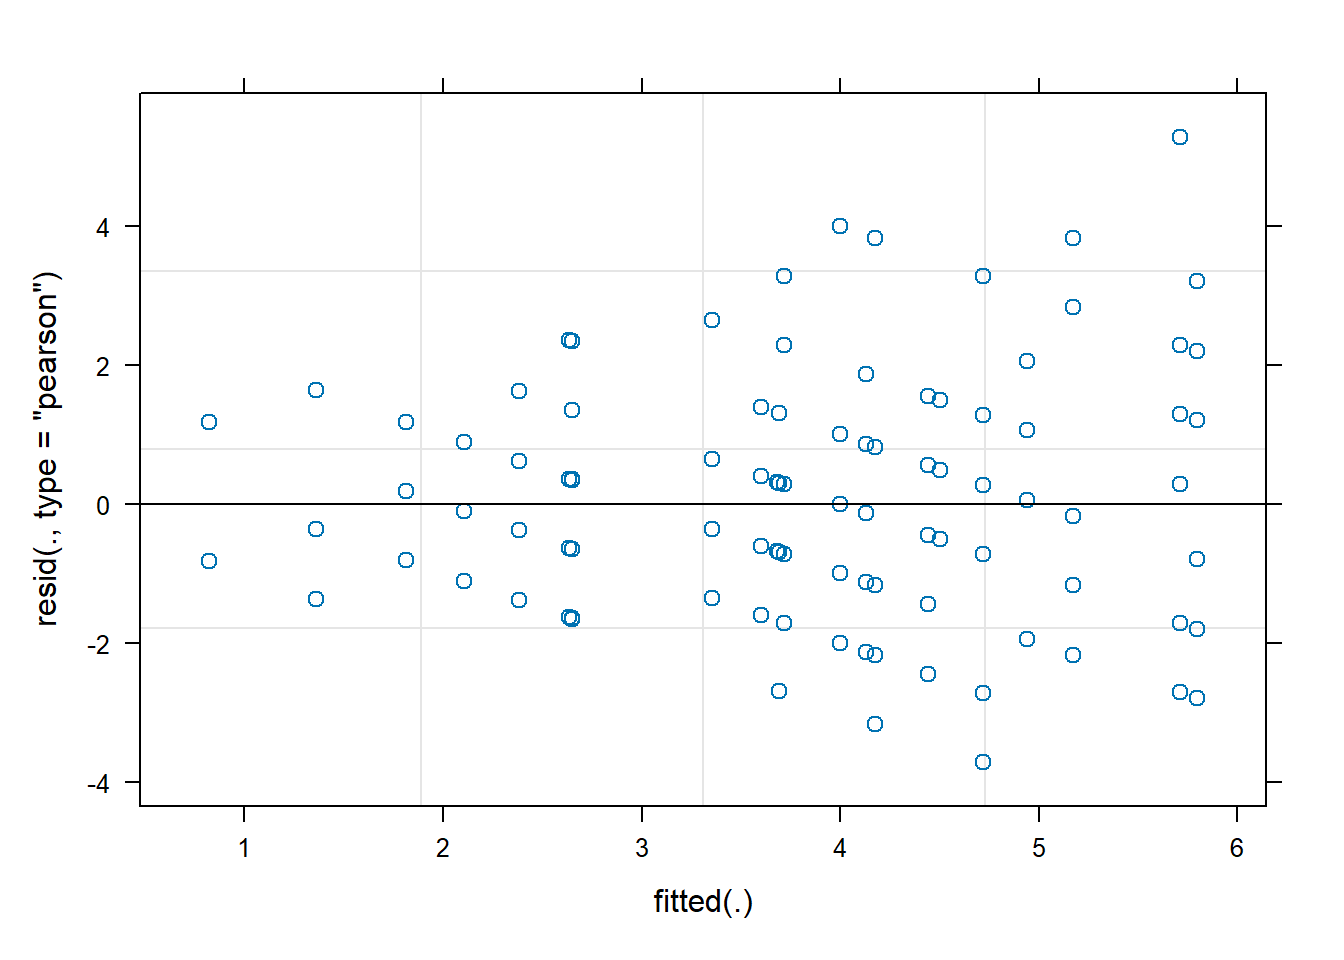 resid(., type = "pearson")
4
2
0
-2
-4
1 2 3 4 5 6
fitted(.)